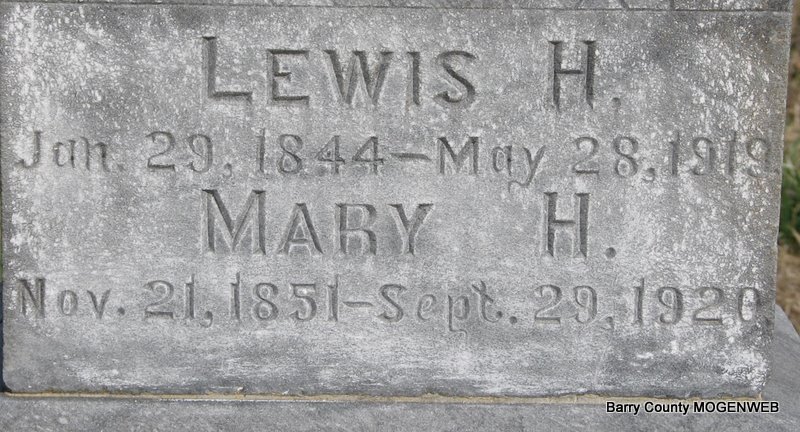 LEWIS H.
Jan. 29, 1844-May 28, 1919
MARY H.
Nov. 21, 1851-Sept. 29, 1920
Barry County MOGENWEB